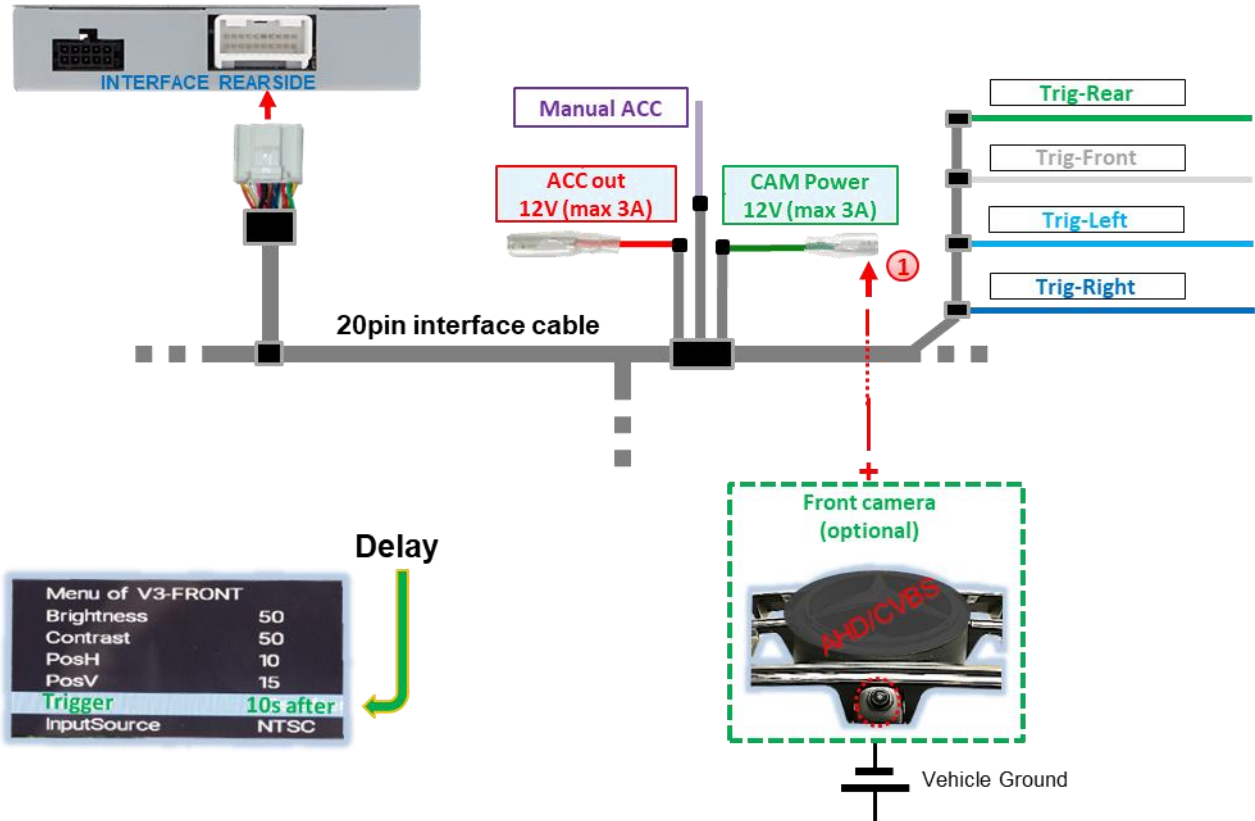 INTERFACE REARSIDE
Manual ACC
ACC out
12V (max 3A)
CAM Power
12V (max 3A)
1
Trig-Rear
Trig-Front
Trig-Left
Trig-Right
20pin interface cable
+
Front camera
(optional)
AHD/CVBS
Vehicle Ground
Delay
Menu of V3-FRONT
Brightness 50
Contrast 50
PosH 10
PosV 15
Trigger 10s after
InputSource NTSC